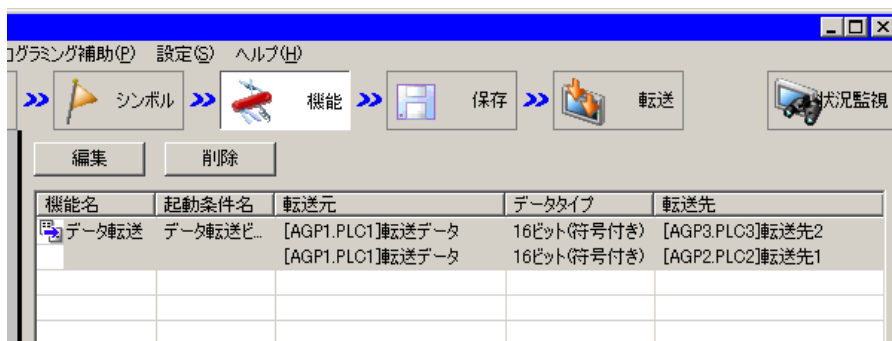 ログラミング補助(P) 設定(S) ヘルプ(H)
シンボル 機能 保存 転送 状況監視
編集 削除
機能名 起動条件名 転送元 データタイプ 転送先
データ転送 データ転送ビ... [AGP1.PLC1]転送データ 16ビット(符号付き) [AGP3.PLC3]転送先2
[AGP1.PLC1]転送データ 16ビット(符号付き) [AGP2.PLC2]転送先1